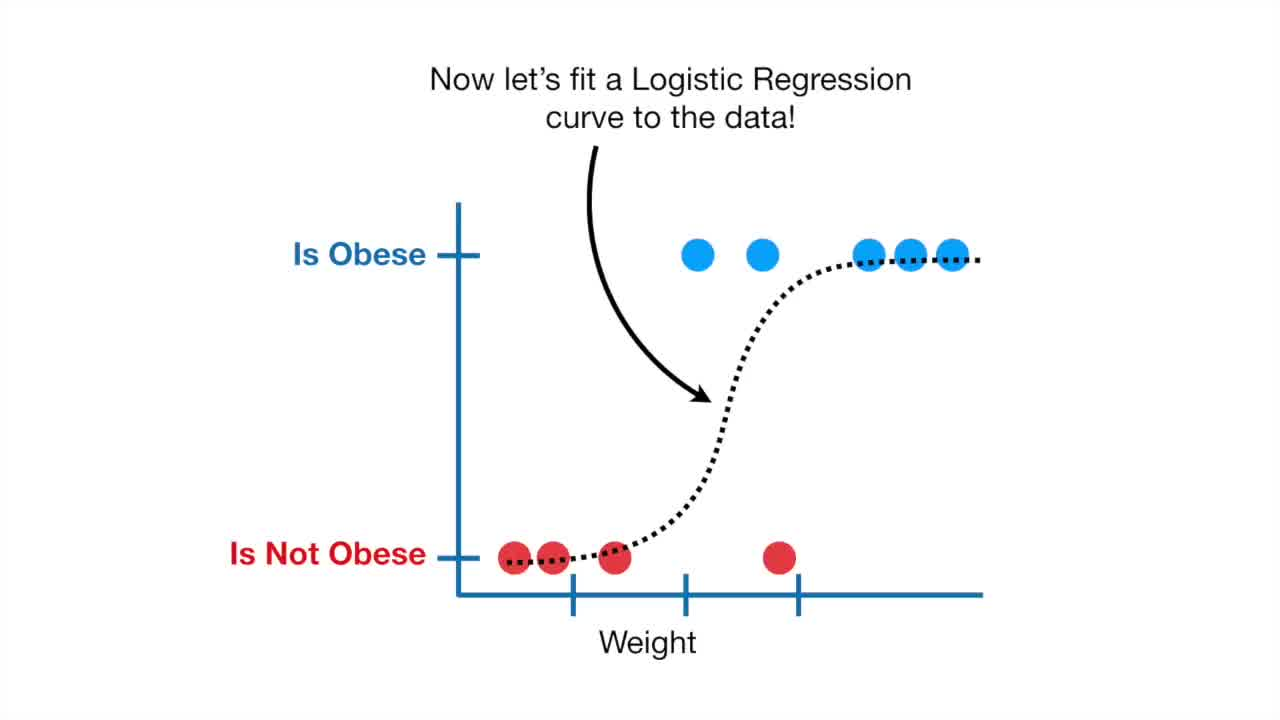 Now let’s fit a Logistic Regression
curve to the data!
Is Obese
Is Not Obese
Weight